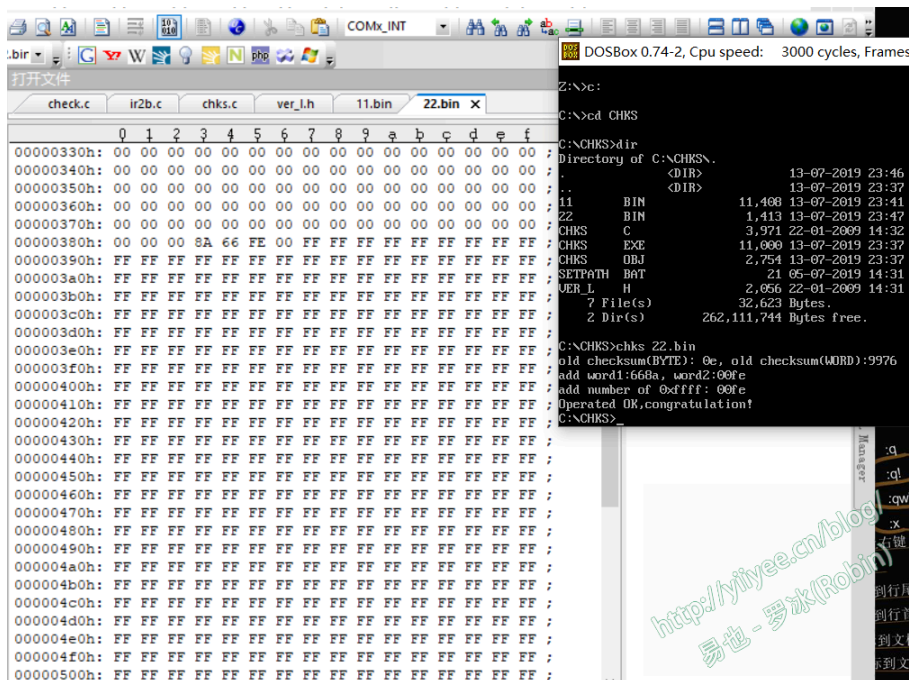 COMx_INT
.bir
打开文件
check.c ir2b.c chks.c ver_l.h 11.bin 22.bin X
0 1 2 3 4 5 6 7 8 9 a b c d e f
00000330h: 00 00 00 00 00 00 00 00 00 00 00 00 00 00 00 00 ;
00000340h: 00 00 00 00 00 00 00 00 00 00 00 00 00 00 00 00 ;
00000350h: 00 00 00 00 00 00 00 00 00 00 00 00 00 00 00 00 ;
00000360h: 00 00 00 00 00 00 00 00 00 00 00 00 00 00 00 00 ;
00000370h: 00 00 00 00 00 00 00 00 00 00 00 00 00 00 00 00 ;
00000380h: 00 00 00 8A 66 FE 00 FF FF FF FF FF FF FF FF FF ;
00000390h: FF FF FF FF FF FF FF FF FF FF FF FF FF FF FF FF ;
000003a0h: FF FF FF FF FF FF FF FF FF FF FF FF FF FF FF FF ;
000003b0h: FF FF FF FF FF FF FF FF FF FF FF FF FF FF FF FF ;
000003c0h: FF FF FF FF FF FF FF FF FF FF FF FF FF FF FF FF ;
000003d0h: FF FF FF FF FF FF FF FF FF FF FF FF FF FF FF FF ;
000003e0h: FF FF FF FF FF FF FF FF FF FF FF FF FF FF FF FF ;
000003f0h: FF FF FF FF FF FF FF FF FF FF FF FF FF FF FF FF ;
00000400h: FF FF FF FF FF FF FF FF FF FF FF FF FF FF FF FF ;
00000410h: FF FF FF FF FF FF FF FF FF FF FF FF FF FF FF FF ;
00000420h: FF FF FF FF FF FF FF FF FF FF FF FF FF FF FF FF ;
00000430h: FF FF FF FF FF FF FF FF FF FF FF FF FF FF FF FF ;
00000440h: FF FF FF FF FF FF FF FF FF FF FF FF FF FF FF FF ;
00000450h: FF FF FF FF FF FF FF FF FF FF FF FF FF FF FF FF ;
00000460h: FF FF FF FF FF FF FF FF FF FF FF FF FF FF FF FF ;
00000470h: FF FF FF FF FF FF FF FF FF FF FF FF FF FF FF FF ;
00000480h: FF FF FF FF FF FF FF FF FF FF FF FF FF FF FF FF ;
00000490h: FF FF FF FF FF FF FF FF FF FF FF FF FF FF FF FF ;
000004a0h: FF FF FF FF FF FF FF FF FF FF FF FF FF FF FF FF ;
000004b0h: FF FF FF FF FF FF FF FF FF FF FF FF FF FF FF FF ;
000004c0h: FF FF FF FF FF FF FF FF FF FF FF FF FF FF FF FF ;
000004d0h: FF FF FF FF FF FF FF FF FF FF FF FF FF FF FF FF ;
000004e0h: FF FF FF FF FF FF FF FF FF FF FF FF FF FF FF FF ;
000004f0h: FF FF FF FF FF FF FF FF FF FF FF FF FF FF FF FF ;
00000500h: FF FF FF FF FF FF FF FF FF FF FF FF FF FF FF FF ;
DOSBox 0.74-2, Cpu speed: 3000 cycles, Frames
Z:\>c:
C:\>cd CHKS
C:\CHKS>dir
Directory of C:\CHKS\.
. <DIR> 13-07-2019 23:46
.. <DIR> 13-07-2019 23:37
11 BIN 11,408 13-07-2019 23:41
22 BIN 1,413 13-07-2019 23:47
CHKS C 3,971 22-01-2009 14:32
CHKS EXE 11,000 13-07-2019 23:37
CHKS OBJ 2,754 13-07-2019 23:37
SETPATH BAT 21 05-07-2019 14:31
VER_L H 2,056 22-01-2009 14:31
7 File(s) 32,623 Bytes.
2 Dir(s) 262,111,744 Bytes free.
C:\CHKS>chks 22.bin
old checksum(BYTE): 0e, old checksum(WORD):9976
add word1:668a, word2:00fe
add number of 0xffff: 00fe
Operated OK,congratulation!
C:\CHKS>_
Manager
:q
:q!
:qw
:x
右键
到行尾
到行首
到文
http://yiiyee.cn/blog/
易也 - 罗冰(Robin)